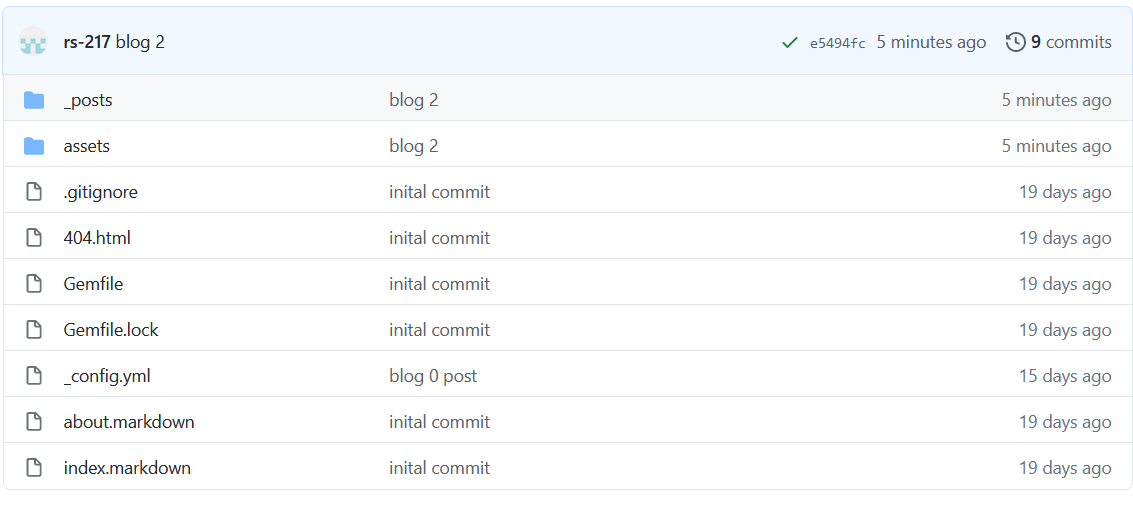 rs-217 blog 2 e5494fc 5 minutes ago 9 commits
_posts blog 2 5 minutes ago
assets blog 2 5 minutes ago
.gitignore inital commit 19 days ago
404.html inital commit 19 days ago
Gemfile inital commit 19 days ago
Gemfile.lock inital commit 19 days ago
_config.yml blog 0 post 15 days ago
about.markdown inital commit 19 days ago
index.markdown inital commit 19 days ago